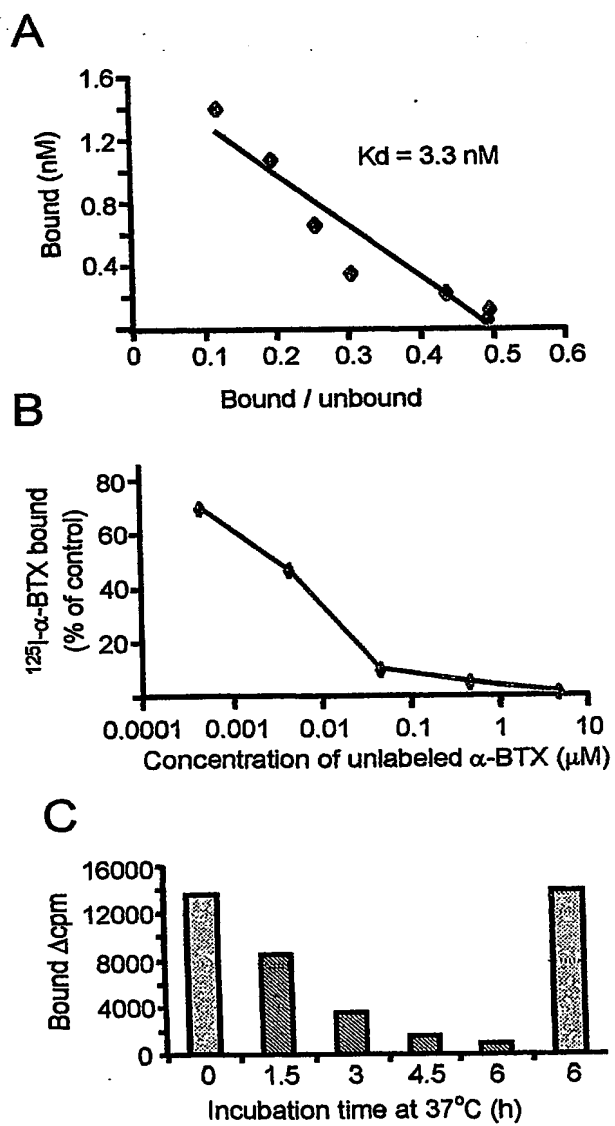 A
1.6
1.2
0.8
0.4
Bound (nM)
Kd = 3.3 nM
0 0.1 0.2 0.3 0.4 0.5 0.6
Bound / unbound
B
80
60
40
20
125I-α-BTX bound
(% of control)
0.0001 0.001 0.01 0.1 1 10
Concentration of unlabeled α-BTX (μM)
C
16000
12000
8000
4000
0
Bound Δcpm
0 1.5 3 4.5 6 6
Incubation time at 37°C (h)